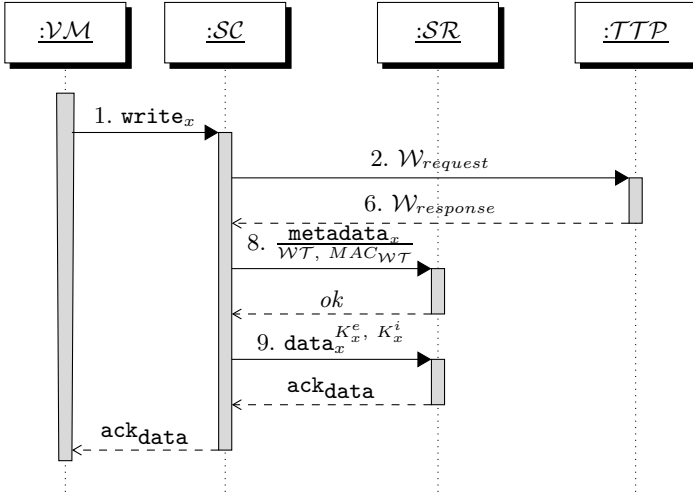 :𝒱ℳ :𝒮𝒞 :𝒮ℛ :𝒯𝒯𝒫
1. write_x
2. 𝒲_request
6. 𝒲_response
8. metadata_x
𝒲𝒯, MAC_𝒲𝒯
ok
9. data_x K_x^e, K_x^i
ack_data
ack_data